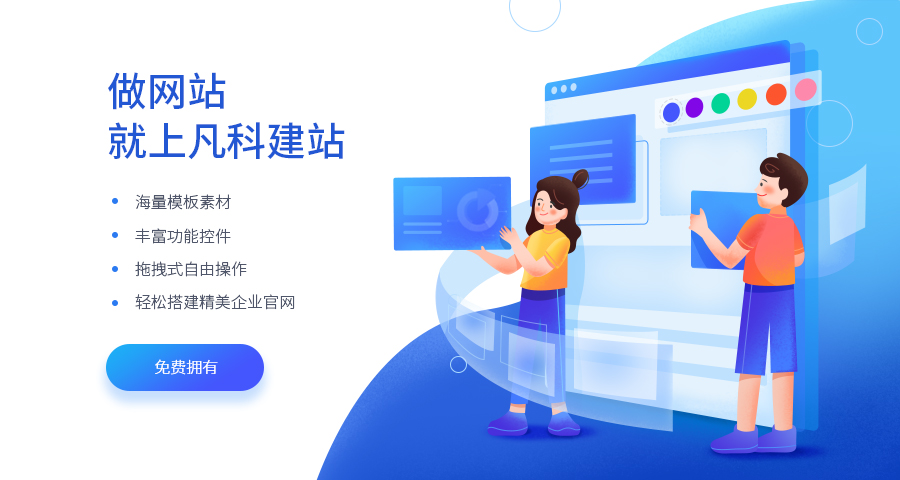 做网站
就上凡科建站
海量模板素材
丰富功能控件
拖拽式自由操作
轻松搭建精美企业官网
免费拥有